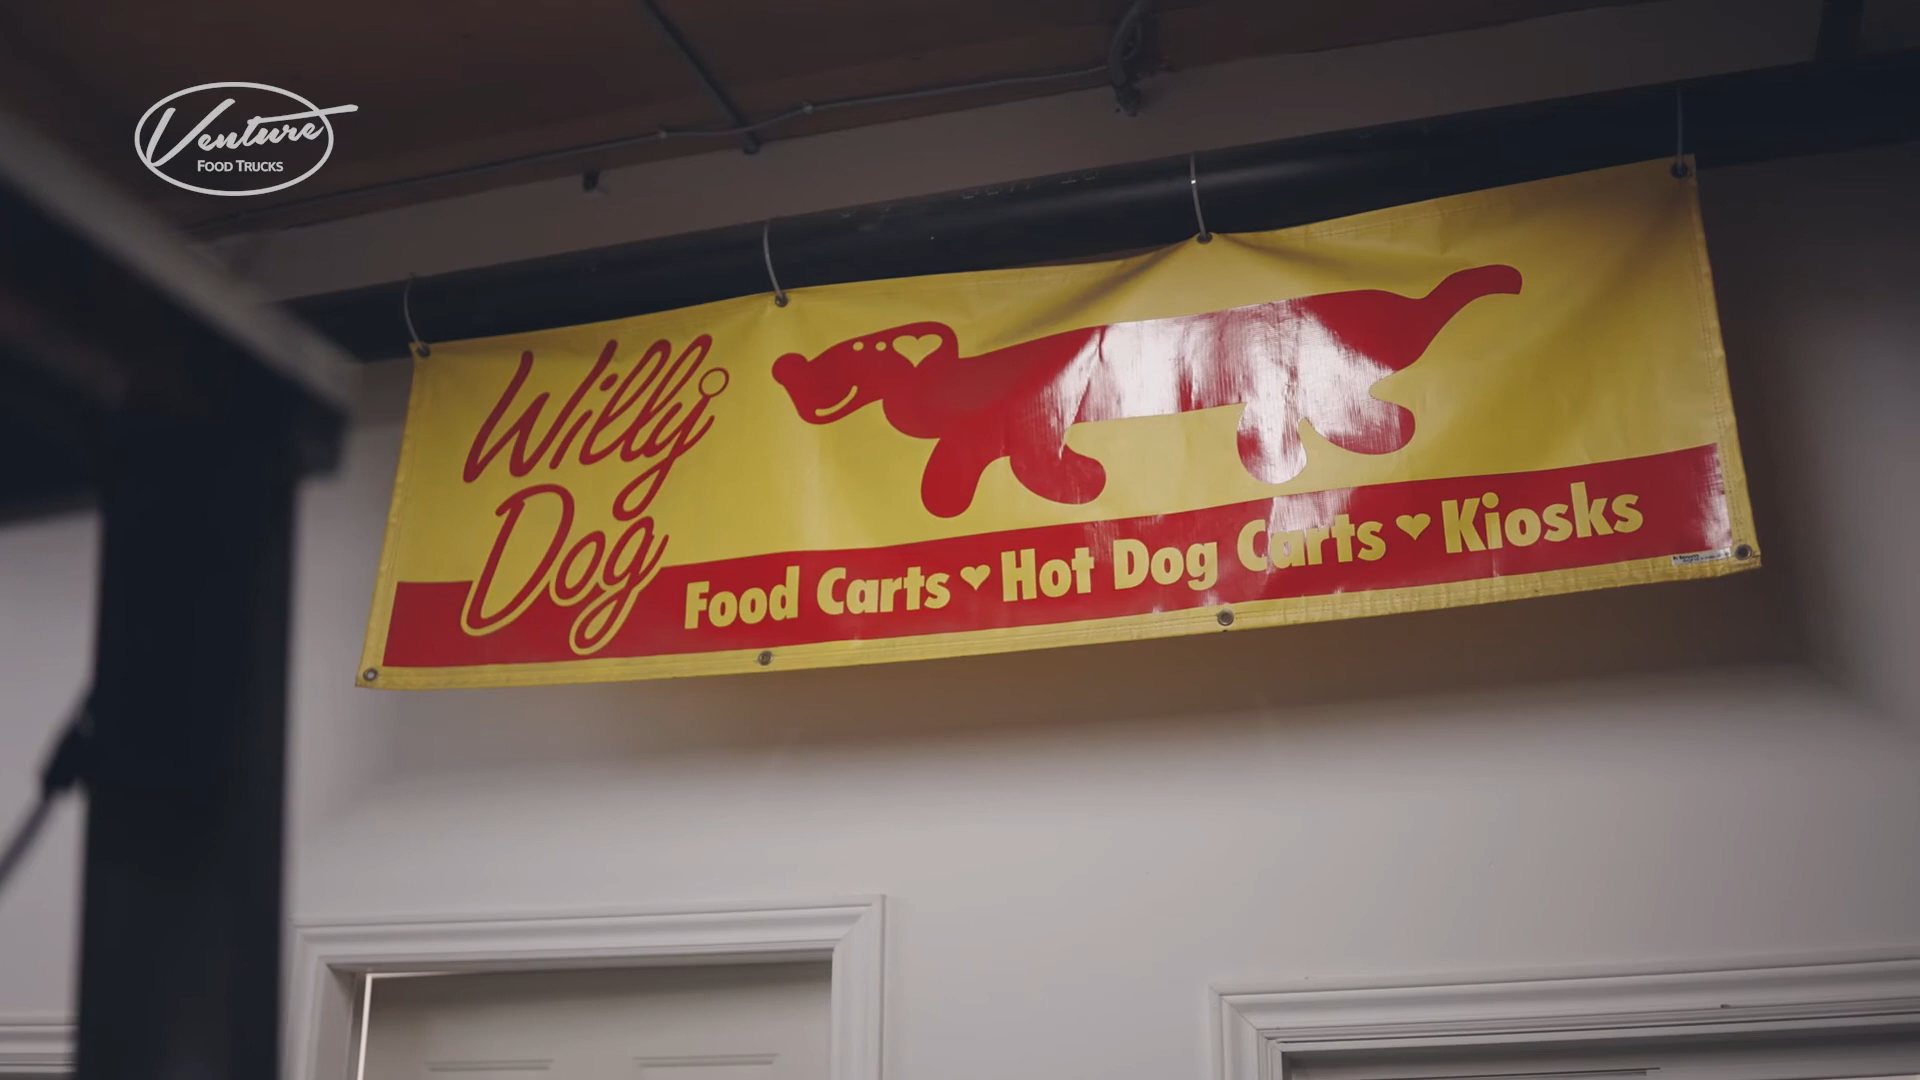 Venture
FOOD TRUCKS
Willy
Dog
Food Carts ♥ Hot Dog Carts ♥ Kiosks